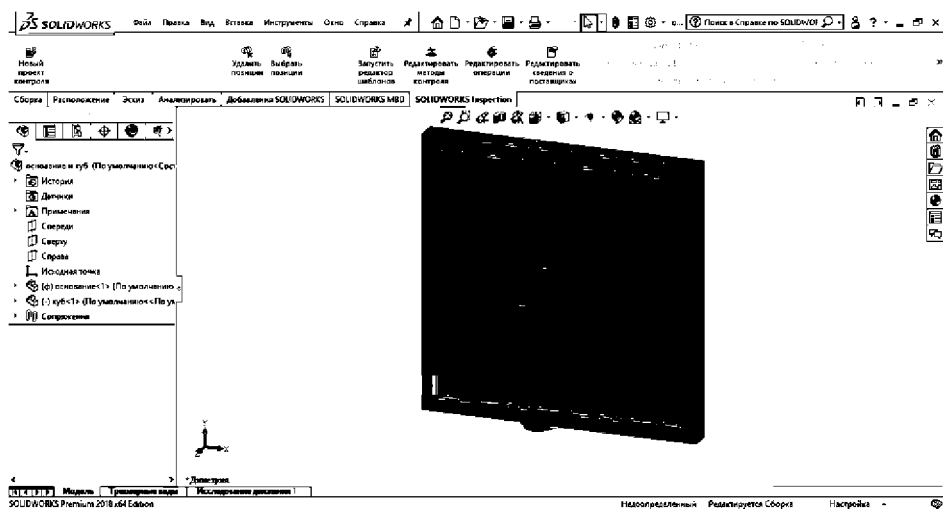 SOLIDWORKS Файл Правка Вид Вставка Инструменты Окно Справка
Поиск в Справке по SOLIDWOR
Новый проект контроля
Удалить позиции
Выбрать позиции
Запустить редактор шаблонов
Редактировать методы контроля
Редактировать операции
Редактировать сведения о поставщиках
Сборка Расположение Эскиз Анализировать Добавления SOLIDWORKS SOLIDWORKS MBD SOLIDWORKS Inspection
основание и куб (По умолчанию<Сос
История
Датчики
Примечания
Спереди
Сверху
Справа
Исходная точка
(ф) основание<1> (По умолчанию
(-) куб<1> (По умолчанию<<По ум
Сопряжения
Y
X
Z
*Диметрия
Модель Трехмерные виды Исследование движения 1
SOLIDWORKS Premium 2018 x64 Edition
Недоопределенный Редактируется Сборка Настройка